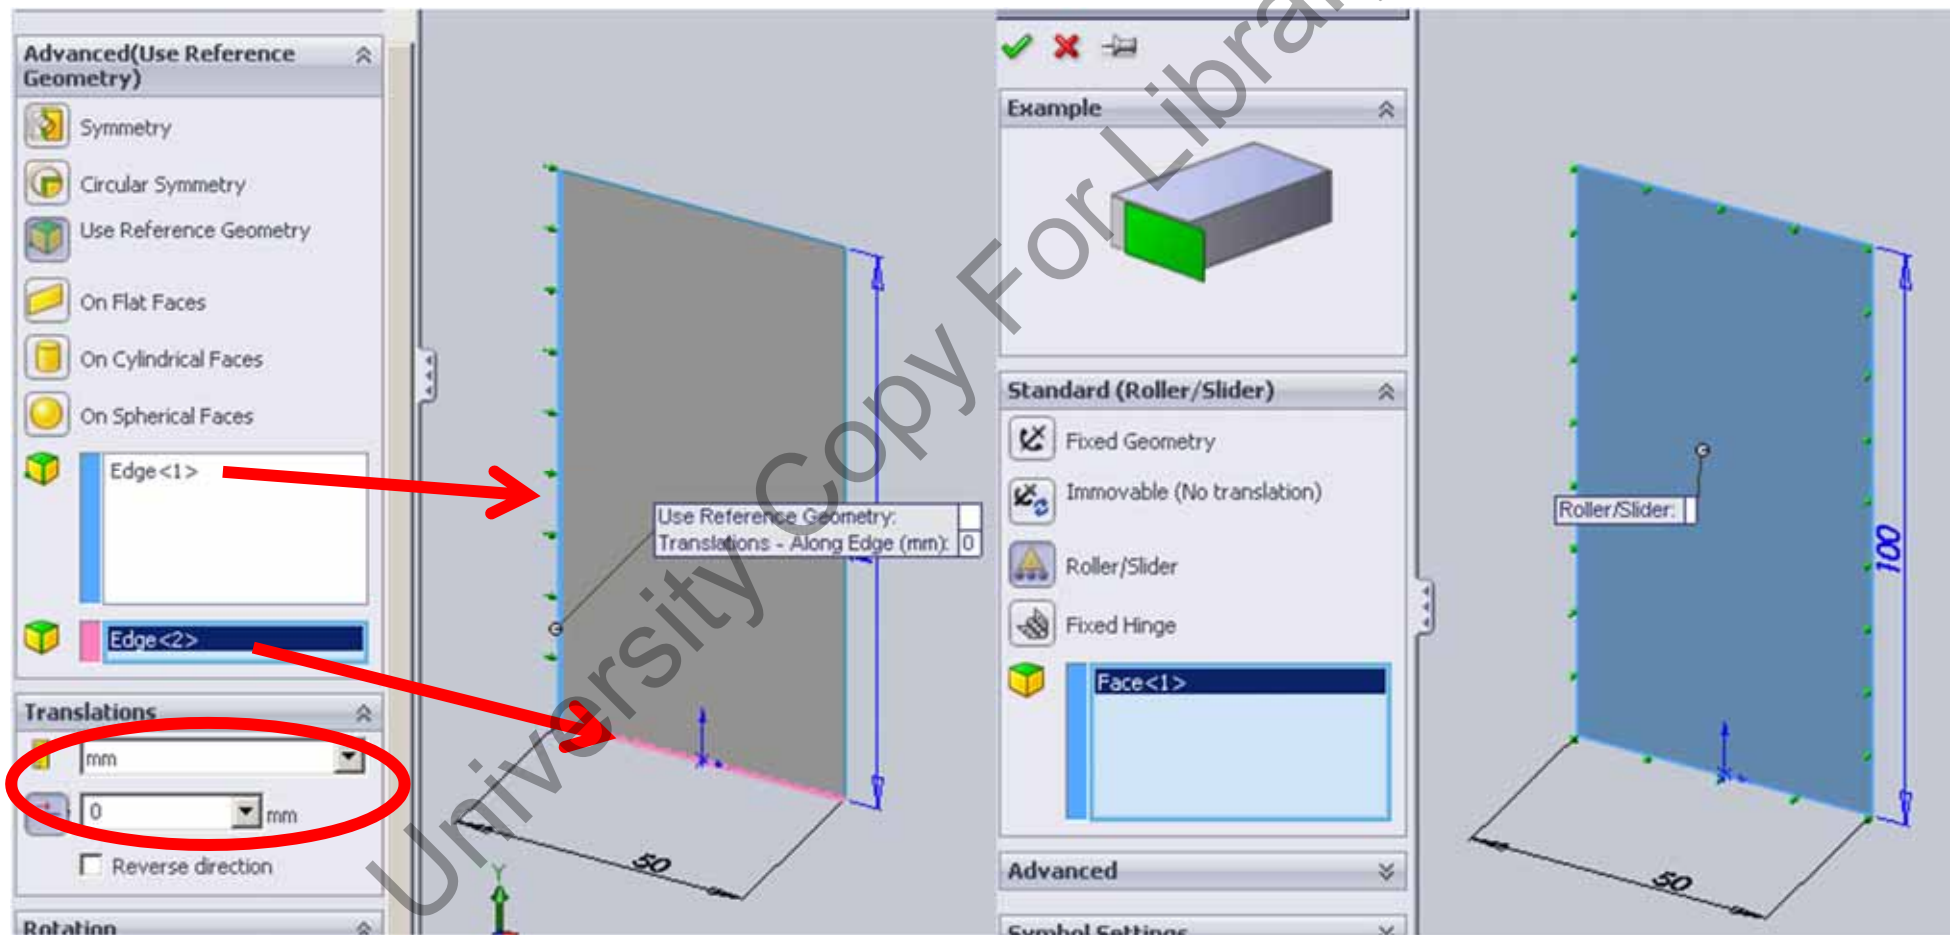 Advanced(Use Reference
Geometry)
Symmetry
Circular Symmetry
Use Reference Geometry
On Flat Faces
On Cylindrical Faces
On Spherical Faces
Edge<1>
Edge<2>
Translations
mm
0
mm
Reverse direction
Rotation
Use Reference Geometry:
Translations - Along Edge (mm): 0
50
Y
Example
Standard (Roller/Slider)
Fixed Geometry
Immovable (No translation)
Roller/Slider
Fixed Hinge
Face<1>
Advanced
Symbol Settings
Roller/Slider:
100
50
University Copy For